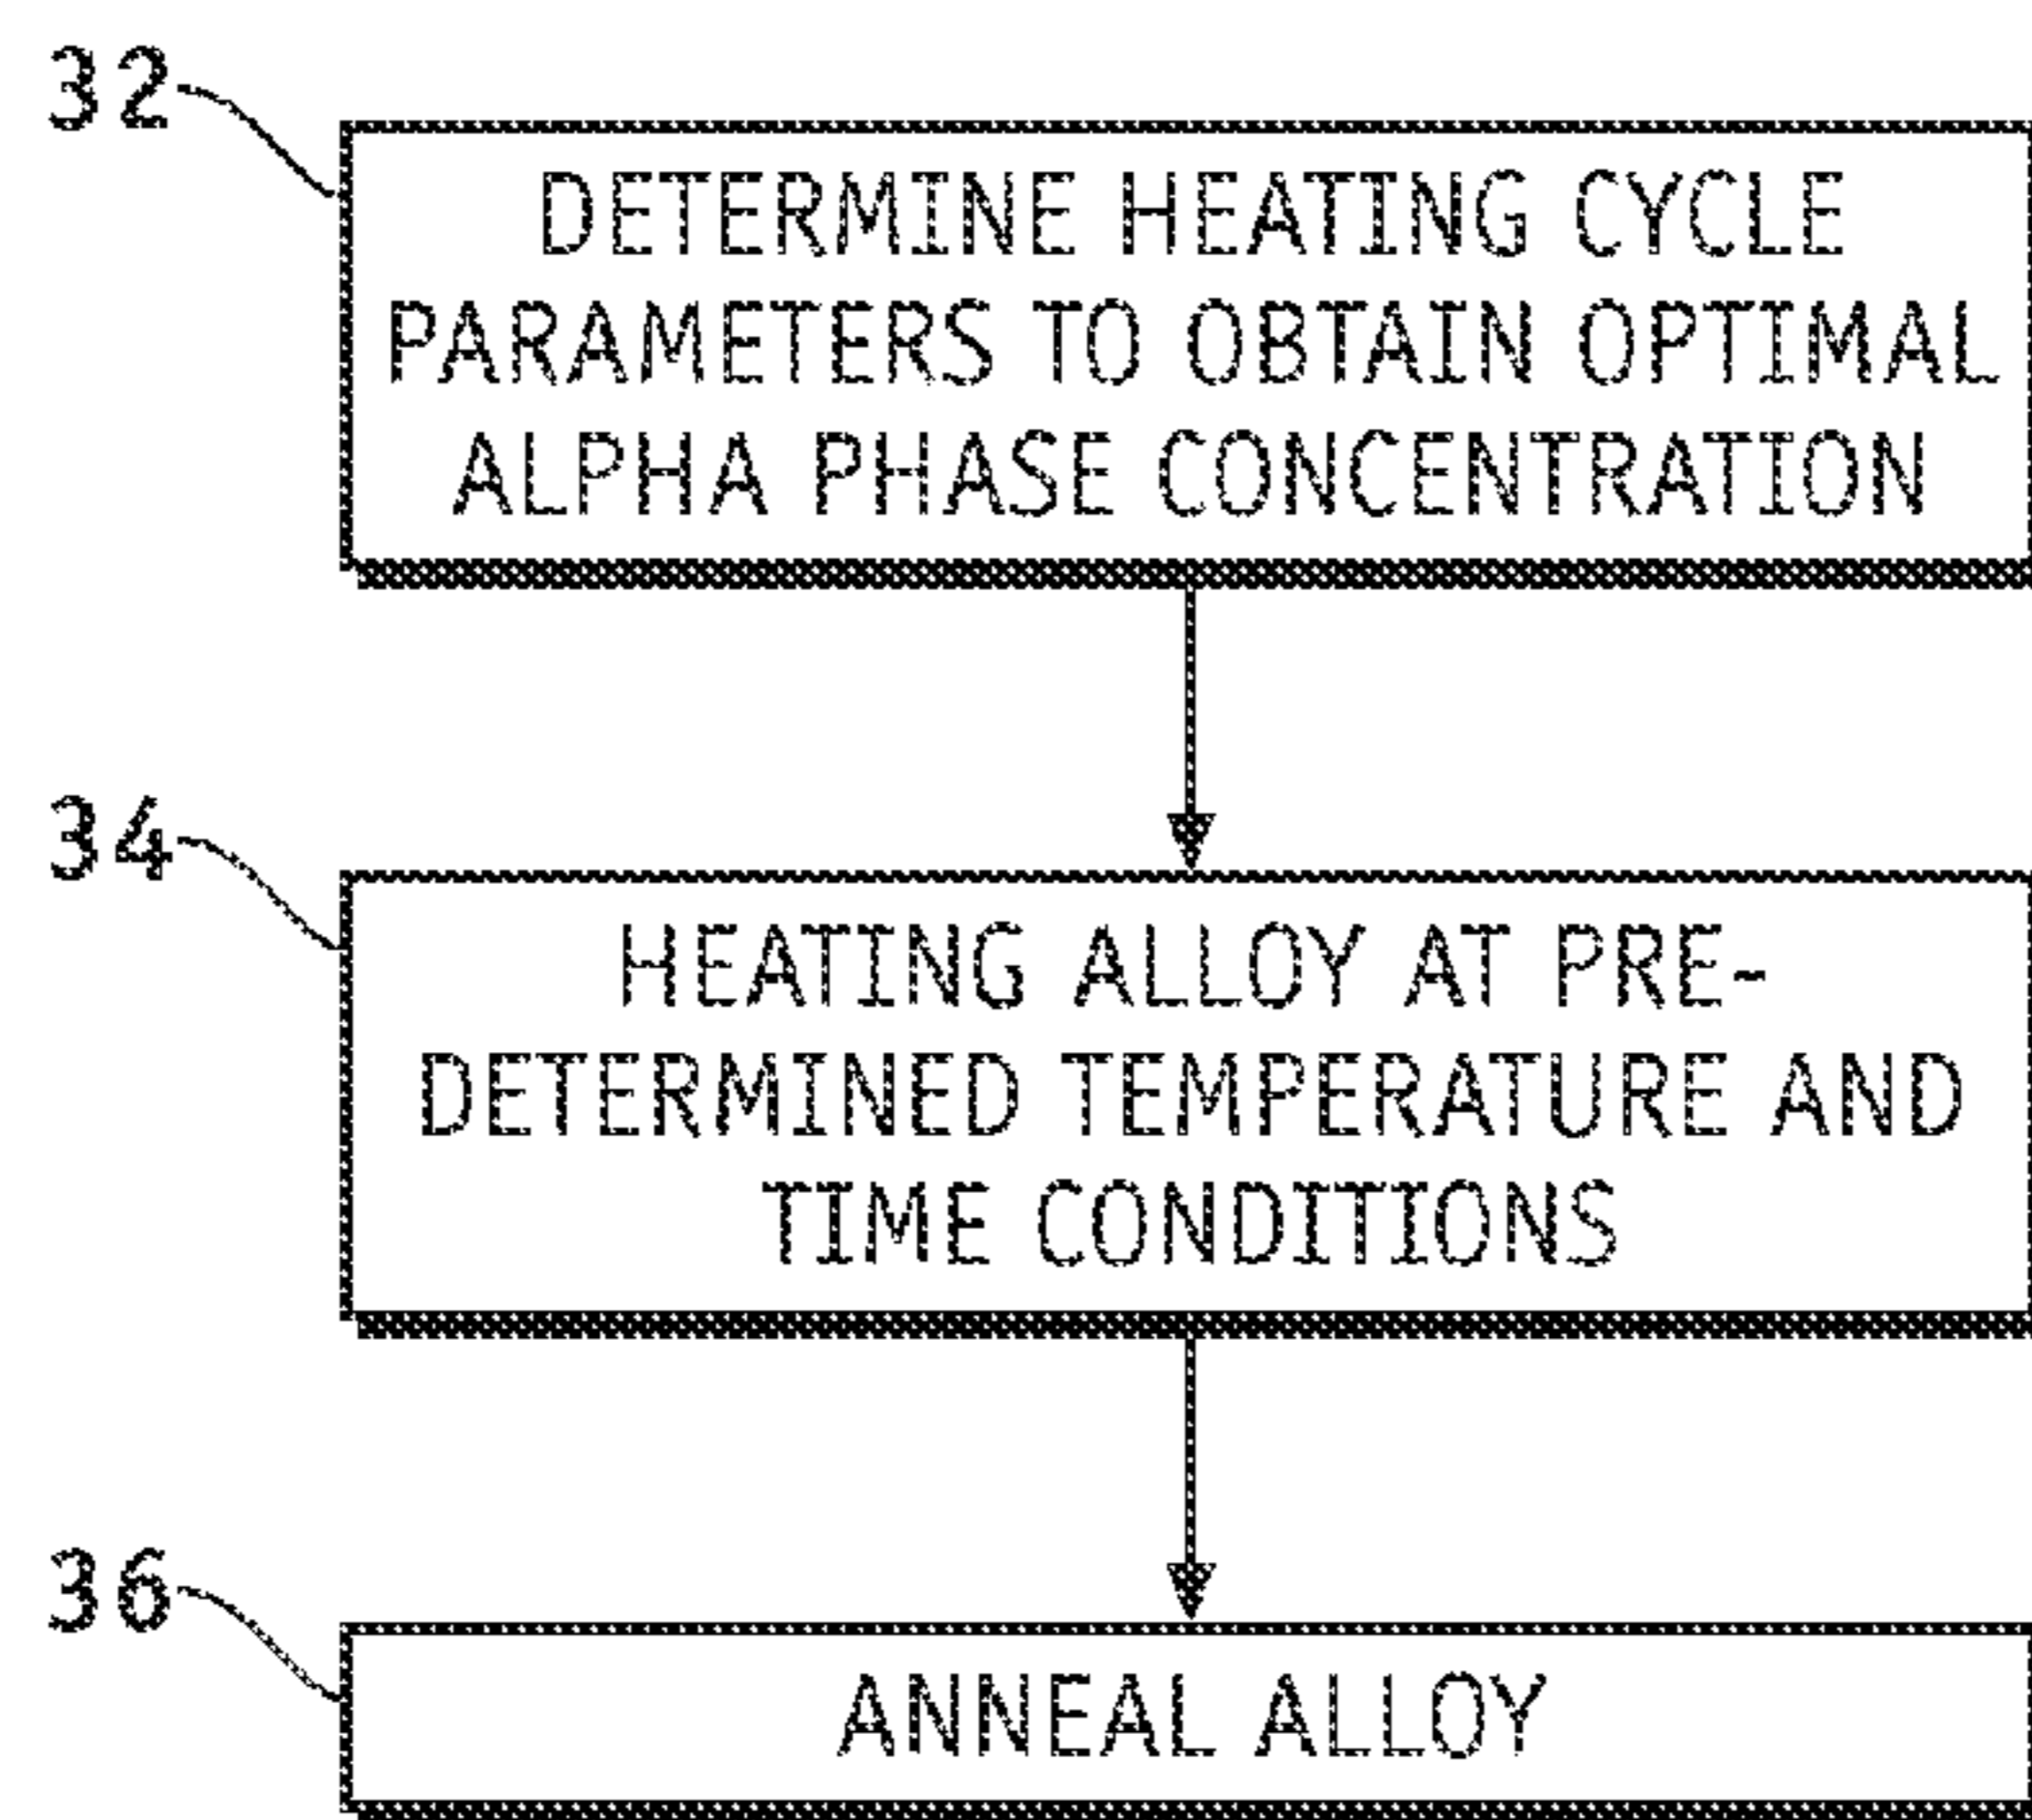 32
DETERMINE HEATING CYCLE
PARAMETERS TO OBTAIN OPTIMAL
ALPHA PHASE CONCENTRATION
34
HEATING ALLOY AT PRE-
DETERMINED TEMPERATURE AND
TIME CONDITIONS
36
ANNEAL ALLOY